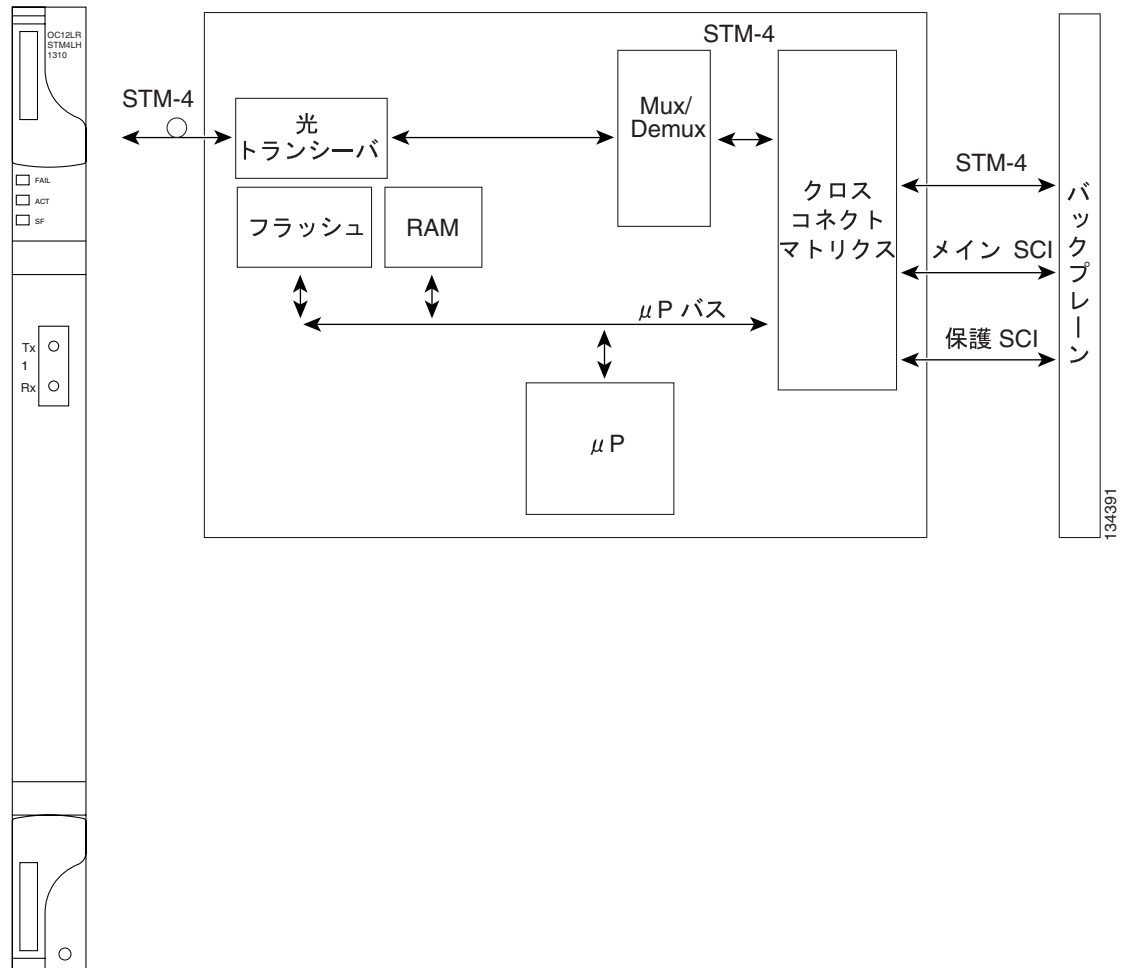 OC12LR
STM4LH
1310
FAIL
ACT
SF
Tx
1
Rx
STM-4
光
トランシーバ
フラッシュ
RAM
STM-4
Mux/
Demux
クロス
コネクト
マトリクス
μP バス
μP
STM-4
メイン SCI
保護 SCI
バックプレーン
134391